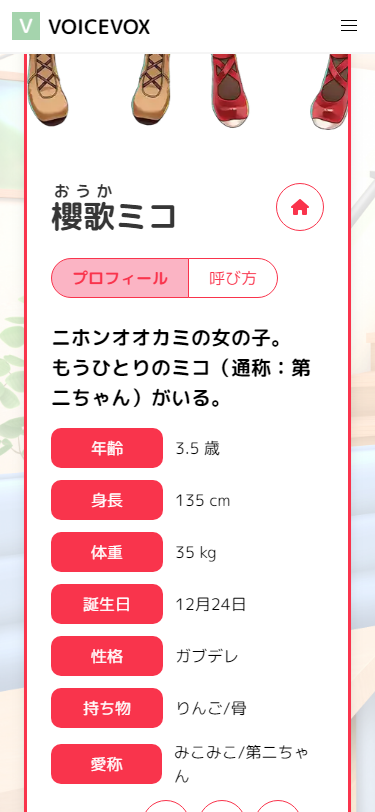 V VOICEVOX
おうか
櫻歌ミコ
プロフィール 呼び方
ニホンオオカミの女の子。
もうひとりのミコ（通称：第
二ちゃん）がいる。
年齢 3.5 歳
身長 135 cm
体重 35 kg
誕生日 12月24日
性格 ガブデレ
持ち物 りんご/骨
愛称 みこみこ/第二ちゃ
ん